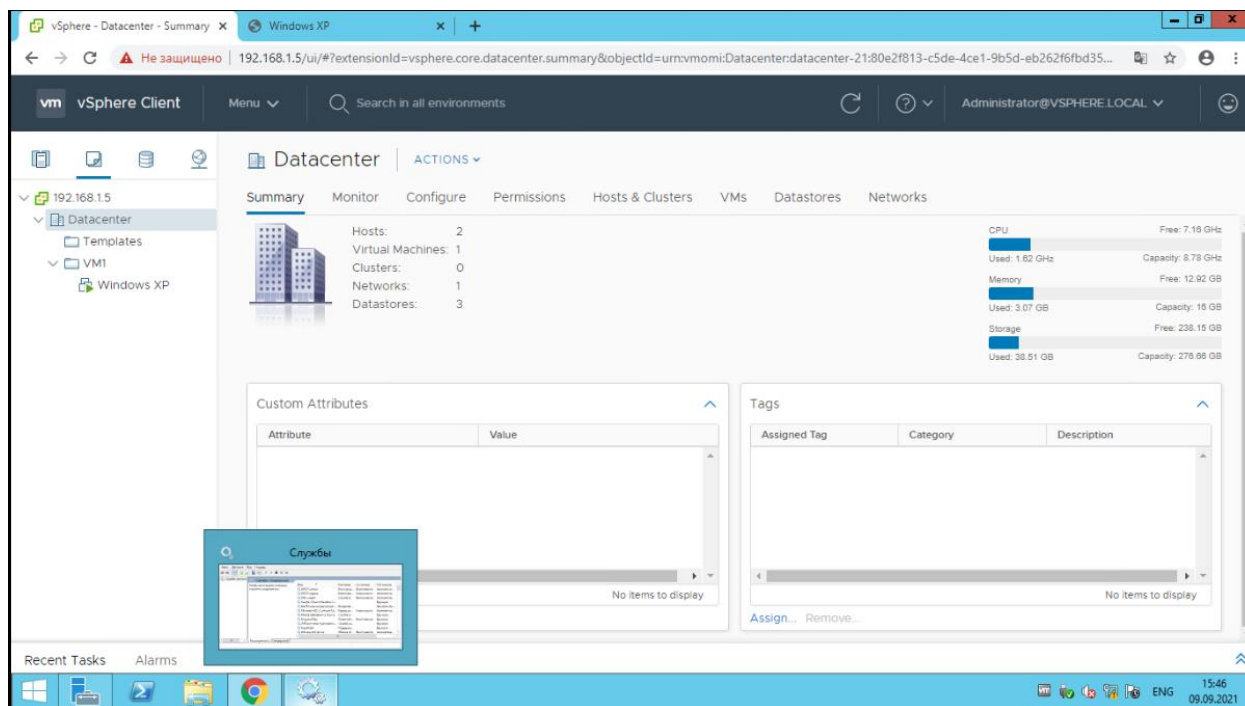 vSphere - Datacenter - Summary
Windows XP
Не защищено
192.168.1.5/ui/#?extensionId=vsphere.core.datacenter.summary&objectId=urn:vmomi:Datacenter:datacenter-21:80e2f813-c5de-4ce1-9b5d-eb262f6fbd35...
vm vSphere Client Menu Search in all environments Administrator@VSPHERE.LOCAL
Datacenter ACTIONS
192.168.1.5
Datacenter
Templates
VM1
Windows XP
Summary Monitor Configure Permissions Hosts & Clusters VMs Datastores Networks
Hosts: 2
Virtual Machines: 1
Clusters: 0
Networks: 1
Datastores: 3
CPU Free: 7.16 GHz
Used: 1.62 GHz Capacity: 8.78 GHz
Memory Free: 12.92 GB
Used: 3.07 GB Capacity: 16 GB
Storage Free: 238.15 GB
Used: 38.51 GB Capacity: 276.66 GB
Custom Attributes
Attribute Value
No items to display
Tags
Assigned Tag Category Description
No items to display
Assign... Remove...
Службы
Recent Tasks Alarms
ENG
15:46
09.09.2021